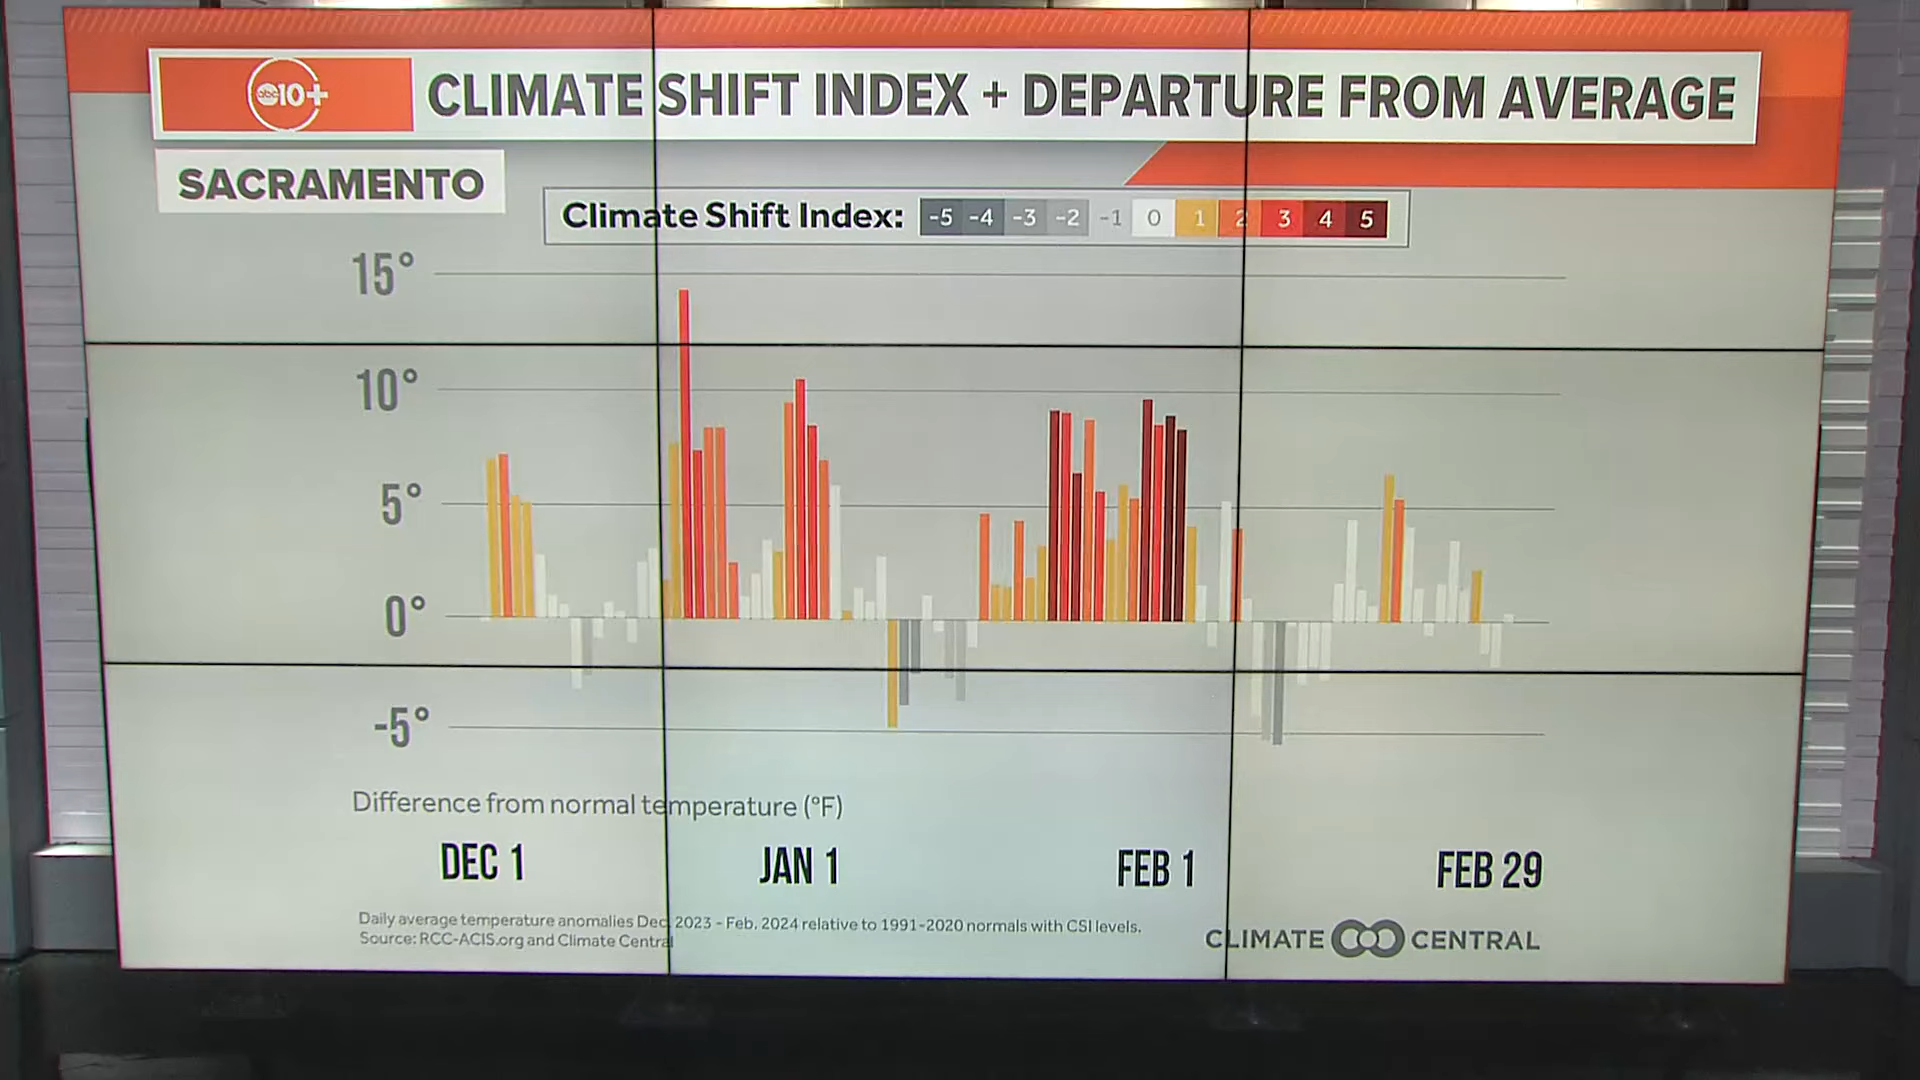 abc10+
CLIMATE SHIFT INDEX + DEPARTURE FROM AVERAGE
SACRAMENTO
Climate Shift Index: -5 -4 -3 -2 -1 0 1 2 3 4 5
15°
10°
5°
0°
-5°
Difference from normal temperature (°F)
DEC 1 JAN 1 FEB 1 FEB 29
Daily average temperature anomalies Dec. 2023 - Feb. 2024 relative to 1991-2020 normals with CSI levels.
Source: RCC-ACIS.org and Climate Central
CLIMATE CENTRAL